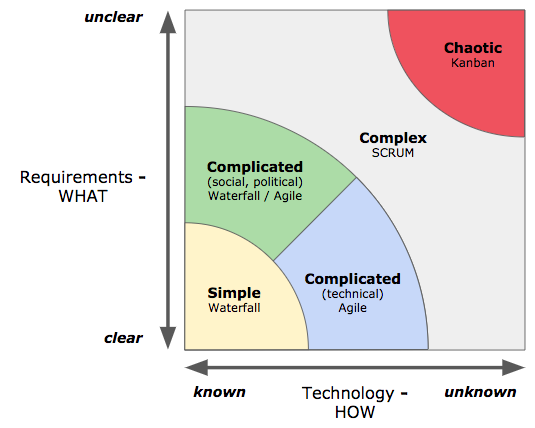 unclear
Chaotic
Kanban
Complex
SCRUM
Requirements -
WHAT
Complicated
(social, political)
Waterfall / Agile
Complicated
(technical)
Agile
Simple
Waterfall
clear
known
Technology -
HOW
unknown